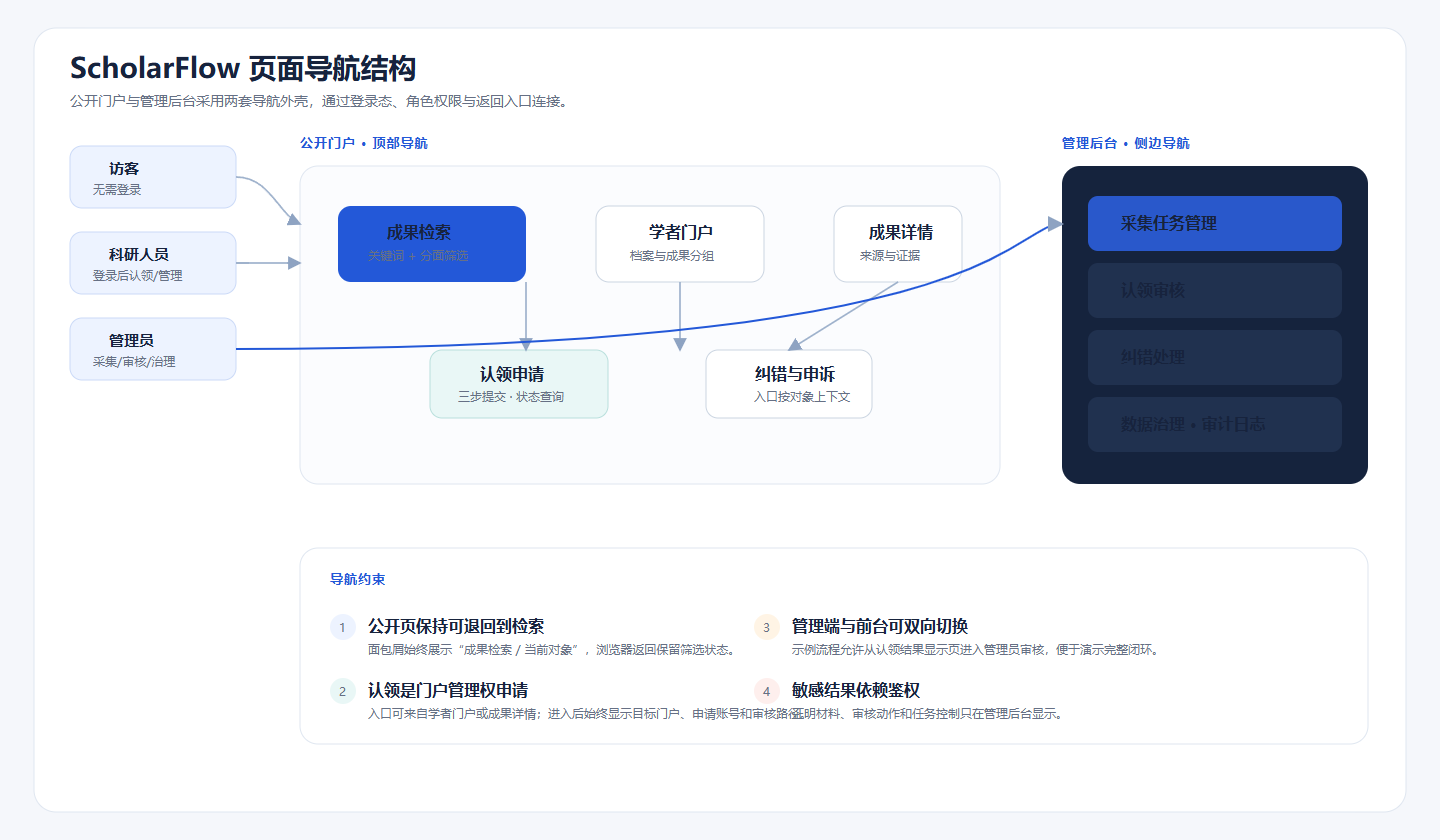 ScholarFlow 页面导航结构
公开门户与管理后台采用两套导航外壳，通过登录态、角色权限与返回入口连接。
访客
无需登录
科研人员
登录后认领/管理
管理员
采集/审核/治理
公开门户 • 顶部导航
成果检索
关键词 + 分面筛选
学者门户
档案与成果分组
成果详情
来源与证据
认领申请
三步提交 · 状态查询
纠错与申诉
入口按对象上下文
管理后台 • 侧边导航
采集任务管理
认领审核
纠错处理
数据治理 • 审计日志
导航约束
1
公开页保持可退回到检索
面包屑始终展示“成果检索 / 当前对象”，浏览器返回保留筛选状态。
2
认领是门户管理权申请
入口可来自学者门户或成果详情；进入后始终显示目标门户、申请账号和审核路径。
3
管理端与前台可双向切换
示例流程允许从认领结果显示页进入管理员审核，便于演示完整闭环。
4
敏感结果依赖鉴权
证明材料、审核动作和任务控制只在管理后台显示。